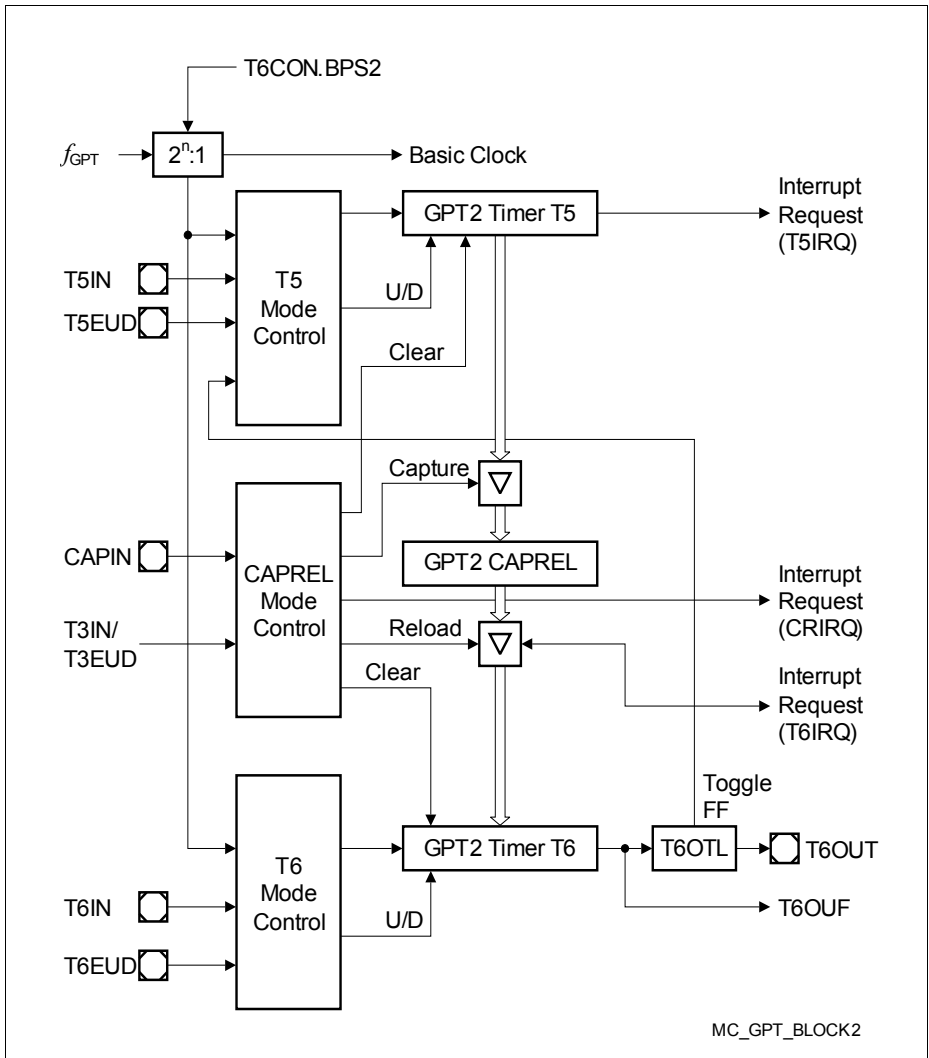 T6CON.BPS2
fGPT
2ⁿ:1
Basic Clock
GPT2 Timer T5
Interrupt
Request
(T5IRQ)
T5IN
T5
Mode
Control
U/D
T5EUD
Clear
Capture
CAPIN
CAPREL
Mode
Control
GPT2 CAPREL
Interrupt
Request
(CRIRQ)
T3IN/
T3EUD
Reload
Clear
Interrupt
Request
(T6IRQ)
Toggle
FF
T6
Mode
Control
GPT2 Timer T6
T6OTL
T6OUT
T6IN
U/D
T6OUF
T6EUD
MC_GPT_BLOCK2